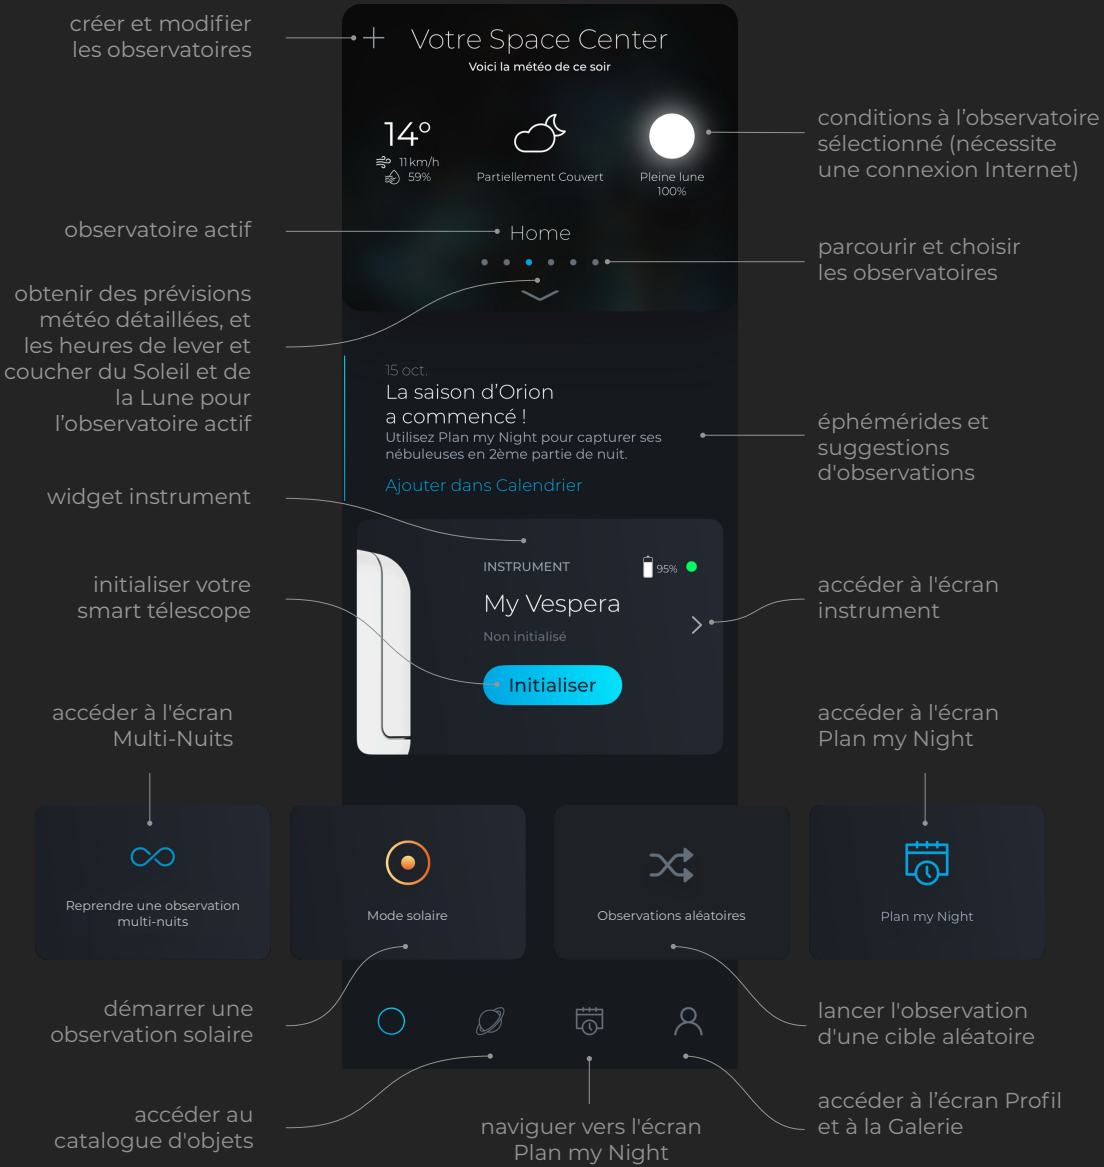 créer et modifier
les observatoires
Votre Space Center
Voici la météo de ce soir
14°
11 km/h
59%
Partiellement Couvert
Pleine lune
100%
conditions à l’observatoire
sélectionné (nécessite
une connexion Internet)
observatoire actif
Home
parcourir et choisir
les observatoires
obtenir des prévisions
météo détaillées, et
les heures de lever et
coucher du Soleil et de
la Lune pour
l’observatoire actif
15 oct.
La saison d’Orion
a commencé !
Utilisez Plan my Night pour capturer ses
nébuleuses en 2ème partie de nuit.
Ajouter dans Calendrier
éphémérides et
suggestions
d'observations
widget instrument
INSTRUMENT
95%
My Vespera
Non initialisé
Initialiser
initialiser votre
smart télescope
accéder à l'écran
instrument
accéder à l'écran
Multi-Nuits
accéder à l'écran
Plan my Night
Reprendre une observation
multi-nuits
Mode solaire
Observations aléatoires
Plan my Night
démarrer une
observation solaire
lancer l'observation
d'une cible aléatoire
accéder au
catalogue d'objets
naviguer vers l'écran
Plan my Night
accéder à l’écran Profil
et à la Galerie